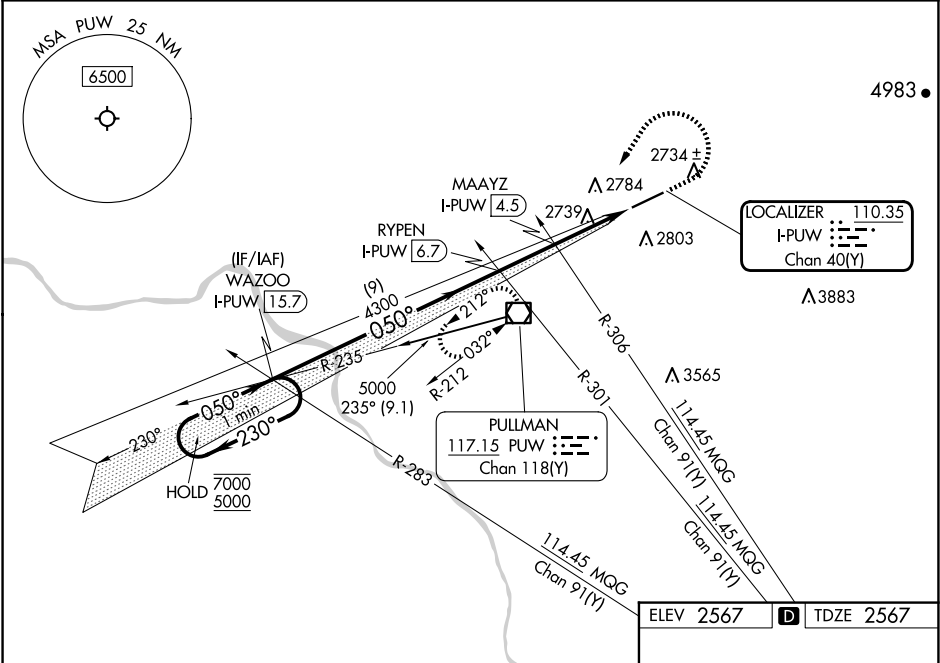 MSA PUW 25 NM
6500
4983
2734 ±
2784
MAAYZ
I-PUW 4.5
2739
RYPEN
I-PUW 6.7
2803
LOCALIZER 110.35
I-PUW
Chan 40(Y)
(IF/IAF)
WAZOO
I-PUW 15.7
(9)
4300
050°
3883
212°
032°
R-212
R-235
5000
235° (9.1)
R-306
R-301
3565
050°
1 min
230°
230°
HOLD 7000
5000
PULLMAN
117.15 PUW
Chan 118(Y)
R-283
114.45 MQG
Chan 91(Y)
114.45 MQG
Chan 91(Y)
114.45 MQG
Chan 91(Y)
ELEV 2567 D TDZE 2567